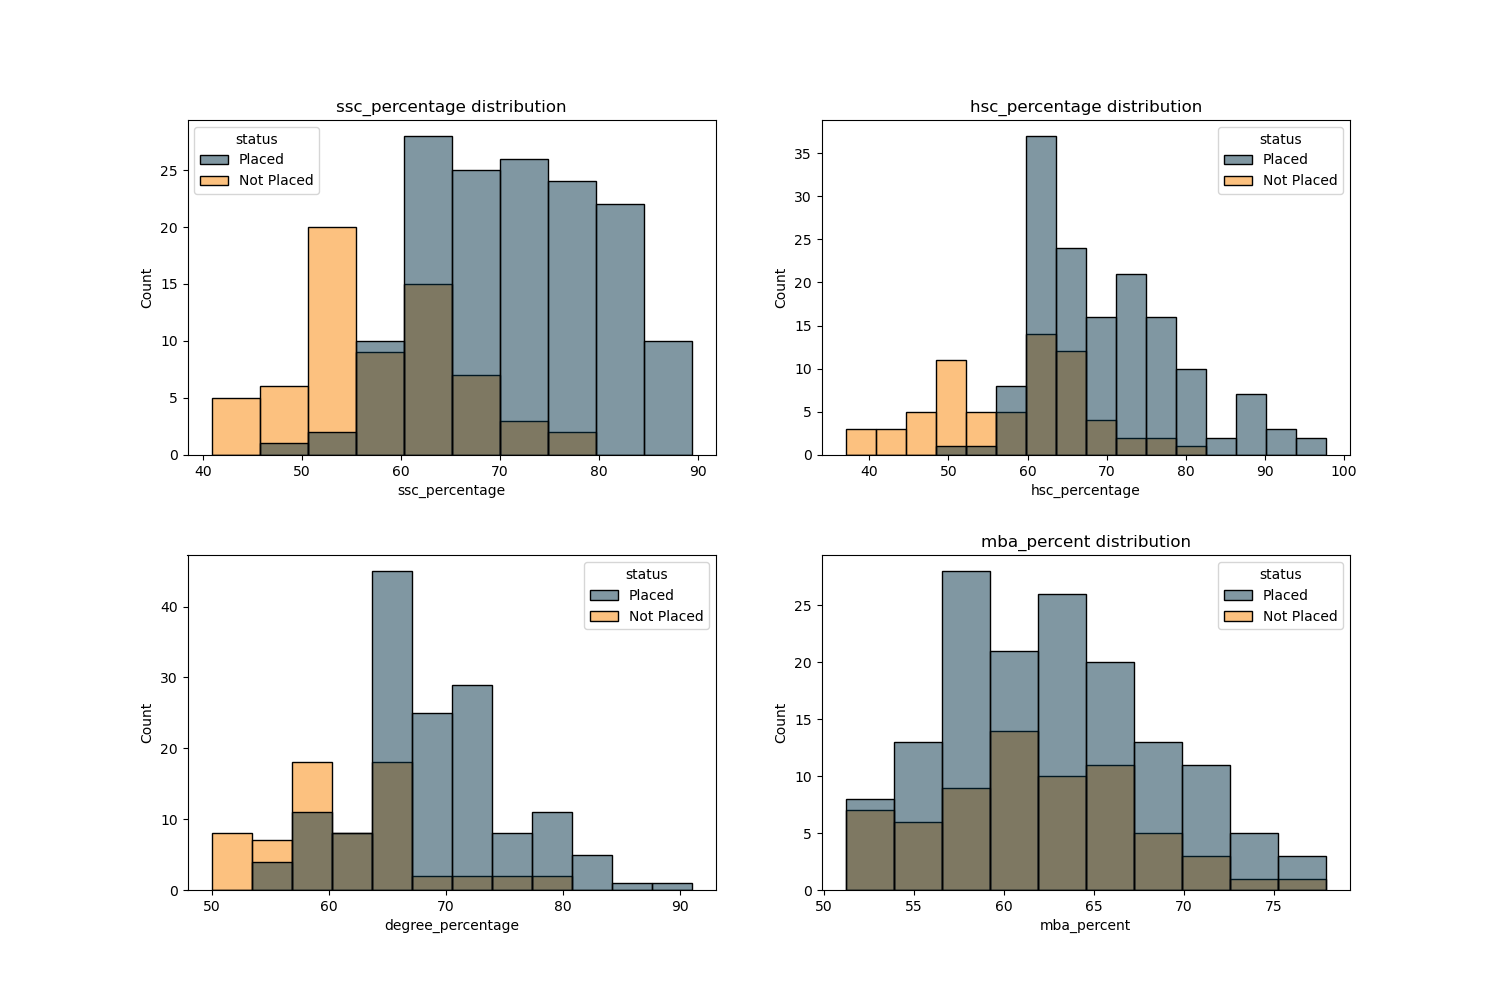 ssc_percentage distribution
status
Placed
Not Placed
Count
25
20
15
10
5
0
40 50 60 70 80 90
ssc_percentage
hsc_percentage distribution
status
Placed
Not Placed
Count
35
30
25
20
15
10
5
0
40 50 60 70 80 90 100
hsc_percentage
status
Placed
Not Placed
Count
40
30
20
10
0
50 60 70 80 90
degree_percentage
mba_percent distribution
status
Placed
Not Placed
Count
25
20
15
10
5
0
50 55 60 65 70 75
mba_percent